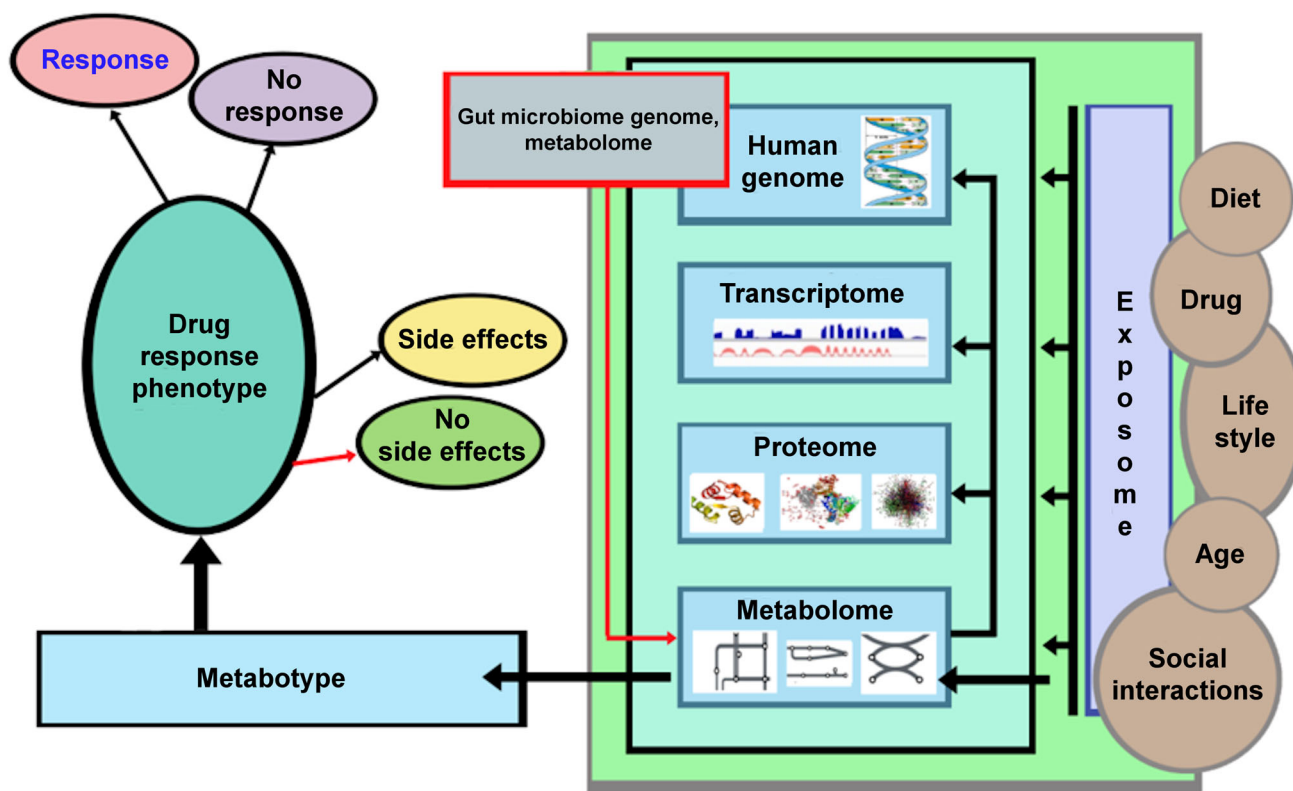 Response
No
response
Gut microbiome genome,
metabolome
Human
genome
Transcriptome
Proteome
Metabolome
Exposome
Diet
Drug
Life
style
Age
Social
interactions
Drug
response
phenotype
Side effects
No
side effects
Metabotype